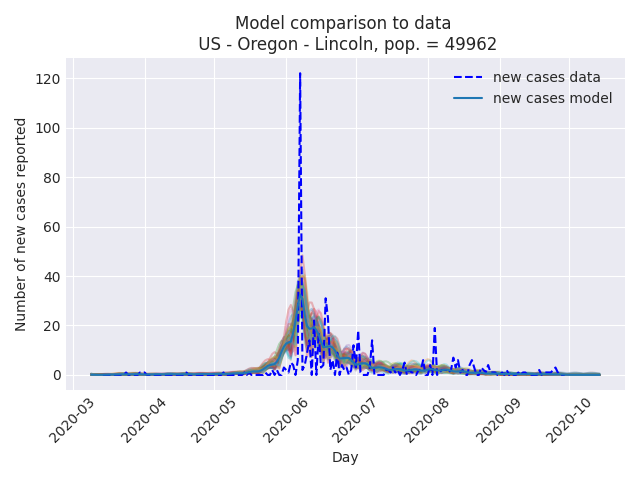 Model comparison to data
US - Oregon - Lincoln, pop. = 49962
new cases data
new cases model
Number of new cases reported
120
100
80
60
40
20
0
2020-03
2020-04
2020-05
2020-06
2020-07
2020-08
2020-09
2020-10
Day